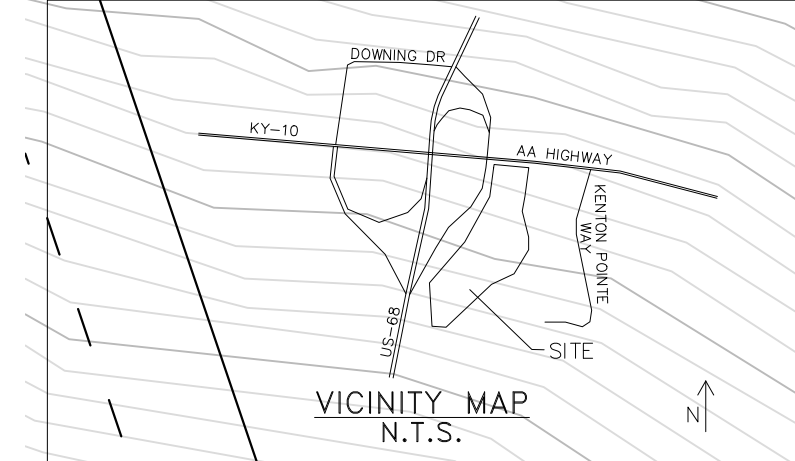 DOWNING DR
KY-10
AA HIGHWAY
KENTON POINTE
WAY
US-68
SITE
VICINITY MAP
N.T.S.
N